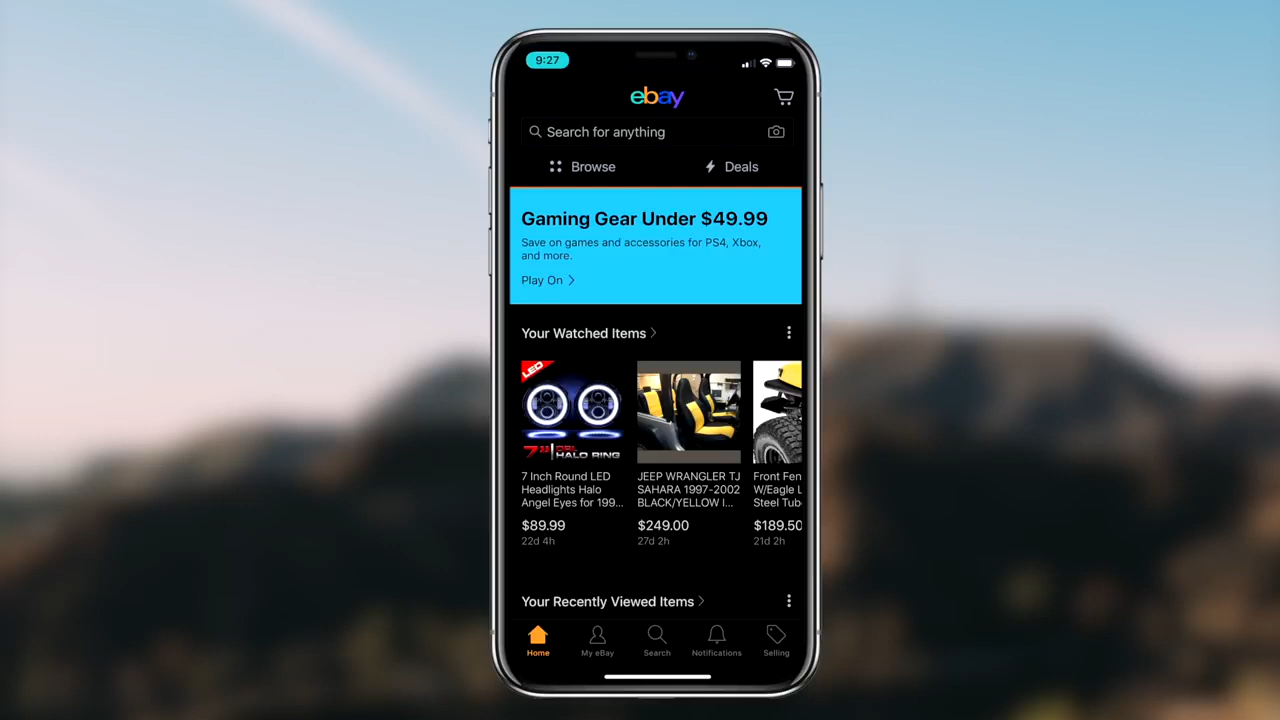 9:27
ebay
Search for anything
Browse
Deals
Gaming Gear Under $49.99
Save on games and accessories for PS4, Xbox,
and more.
Play On
Your Watched Items
LED
HALO RING
7 Inch Round LED
Headlights Halo
Angel Eyes for 199...
$89.99
22d 4h
JEEP WRANGLER TJ
SAHARA 1997-2002
BLACK/YELLOW I...
$249.00
27d 2h
Front Fen
W/Eagle L
Steel Tub
$189.50
21d 2h
Your Recently Viewed Items
Home
My eBay
Search
Notifications
Selling